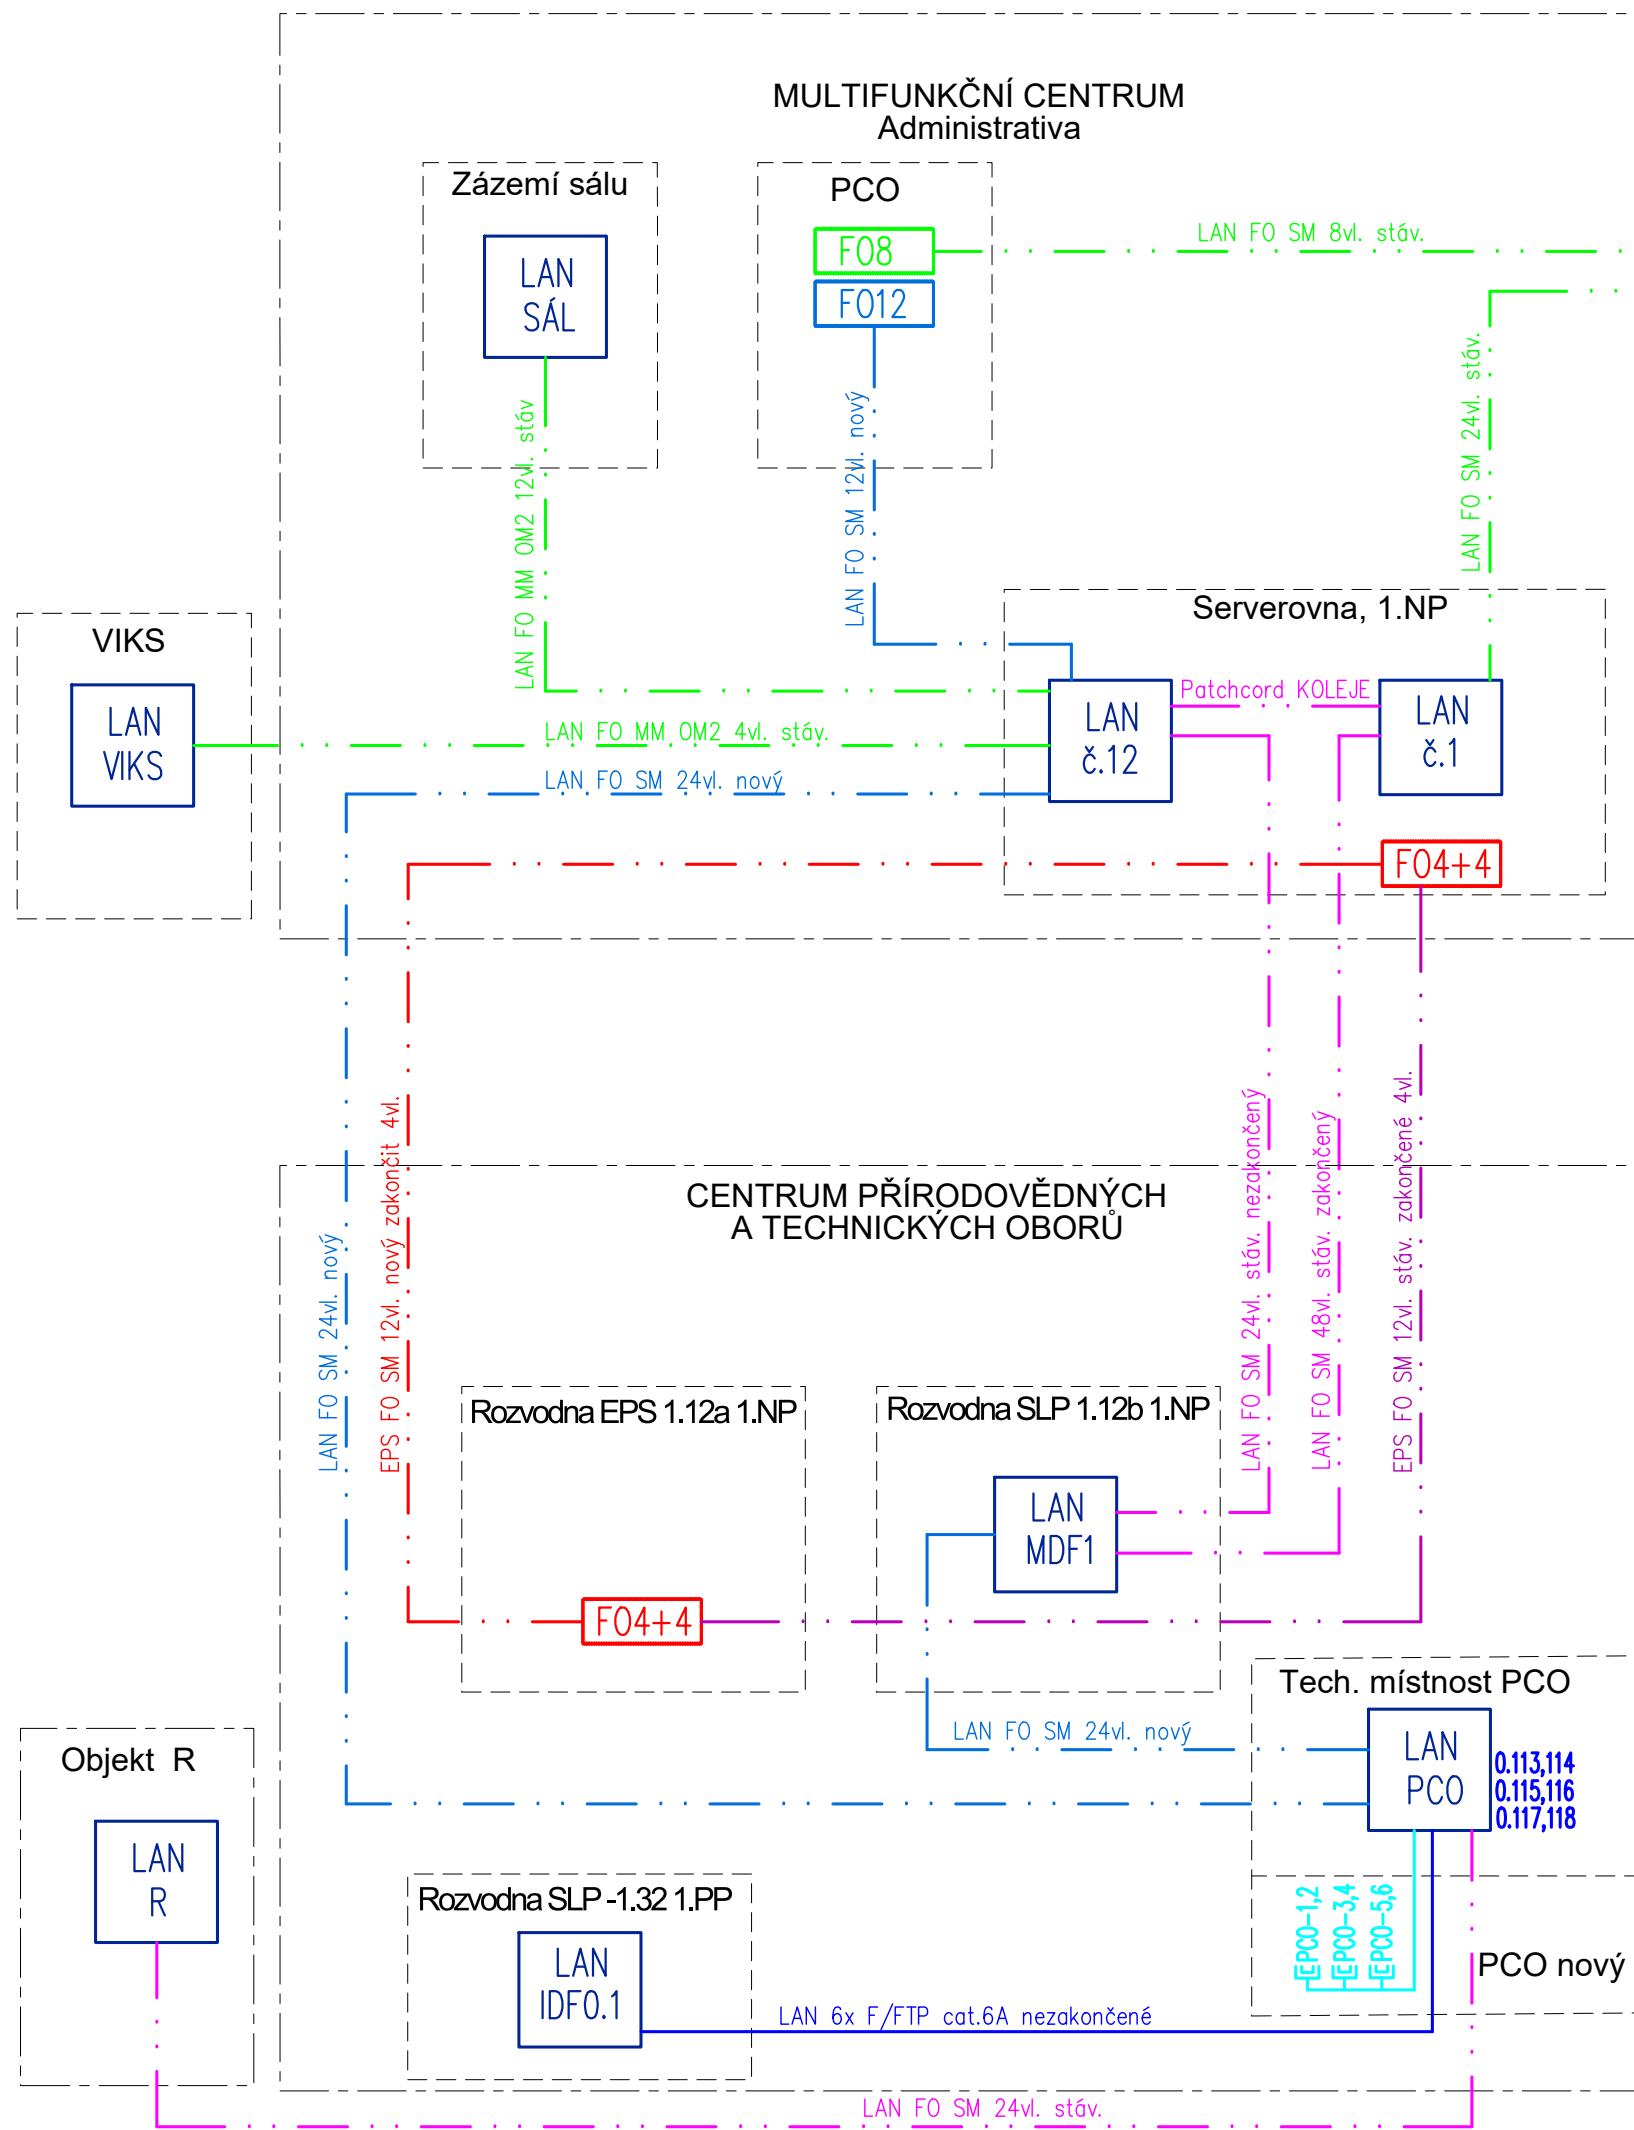 MULTIFUNKČNÍ CENTRUM
Administrativa
Zázemí sálu
PCO
LAN
SÁL
FO8
FO12
LAN FO SM 8vl. stáv.
LAN FO MM OM2 12vl. stáv
LAN FO SM 12vl. nový
LAN FO SM 24vl. stáv.
Serverovna, 1.NP
VIKS
LAN
VIKS
LAN
č.12
Patchcord KOLEJE
LAN
č.1
LAN FO MM OM2 4vl. stáv.
LAN FO SM 24vl. nový
FO4+4
LAN FO SM 24vl. nový
EPS FO SM 12vl. nový zakončit 4vl.
LAN FO SM 24vl. stáv. nezakončený
LAN FO SM 48vl. stáv. zakončený
EPS FO SM 12vl. stáv. zakončené 4vl.
CENTRUM PŘÍRODOVĚDNÝCH
A TECHNICKÝCH OBORŮ
Rozvodna EPS 1.12a 1.NP
Rozvodna SLP 1.12b 1.NP
LAN
MDF1
FO4+4
Tech. místnost PCO
LAN FO SM 24vl. nový
LAN
PCO
0.113,114
0.115,116
0.117,118
Objekt R
LAN
R
Rozvodna SLP -1.32 1.PP
LAN
IDF0.1
PCO-1,2
PCO-3,4
PCO-5,6
PCO nový
LAN 6x F/FTP cat.6A nezakončené
LAN FO SM 24vl. stáv.